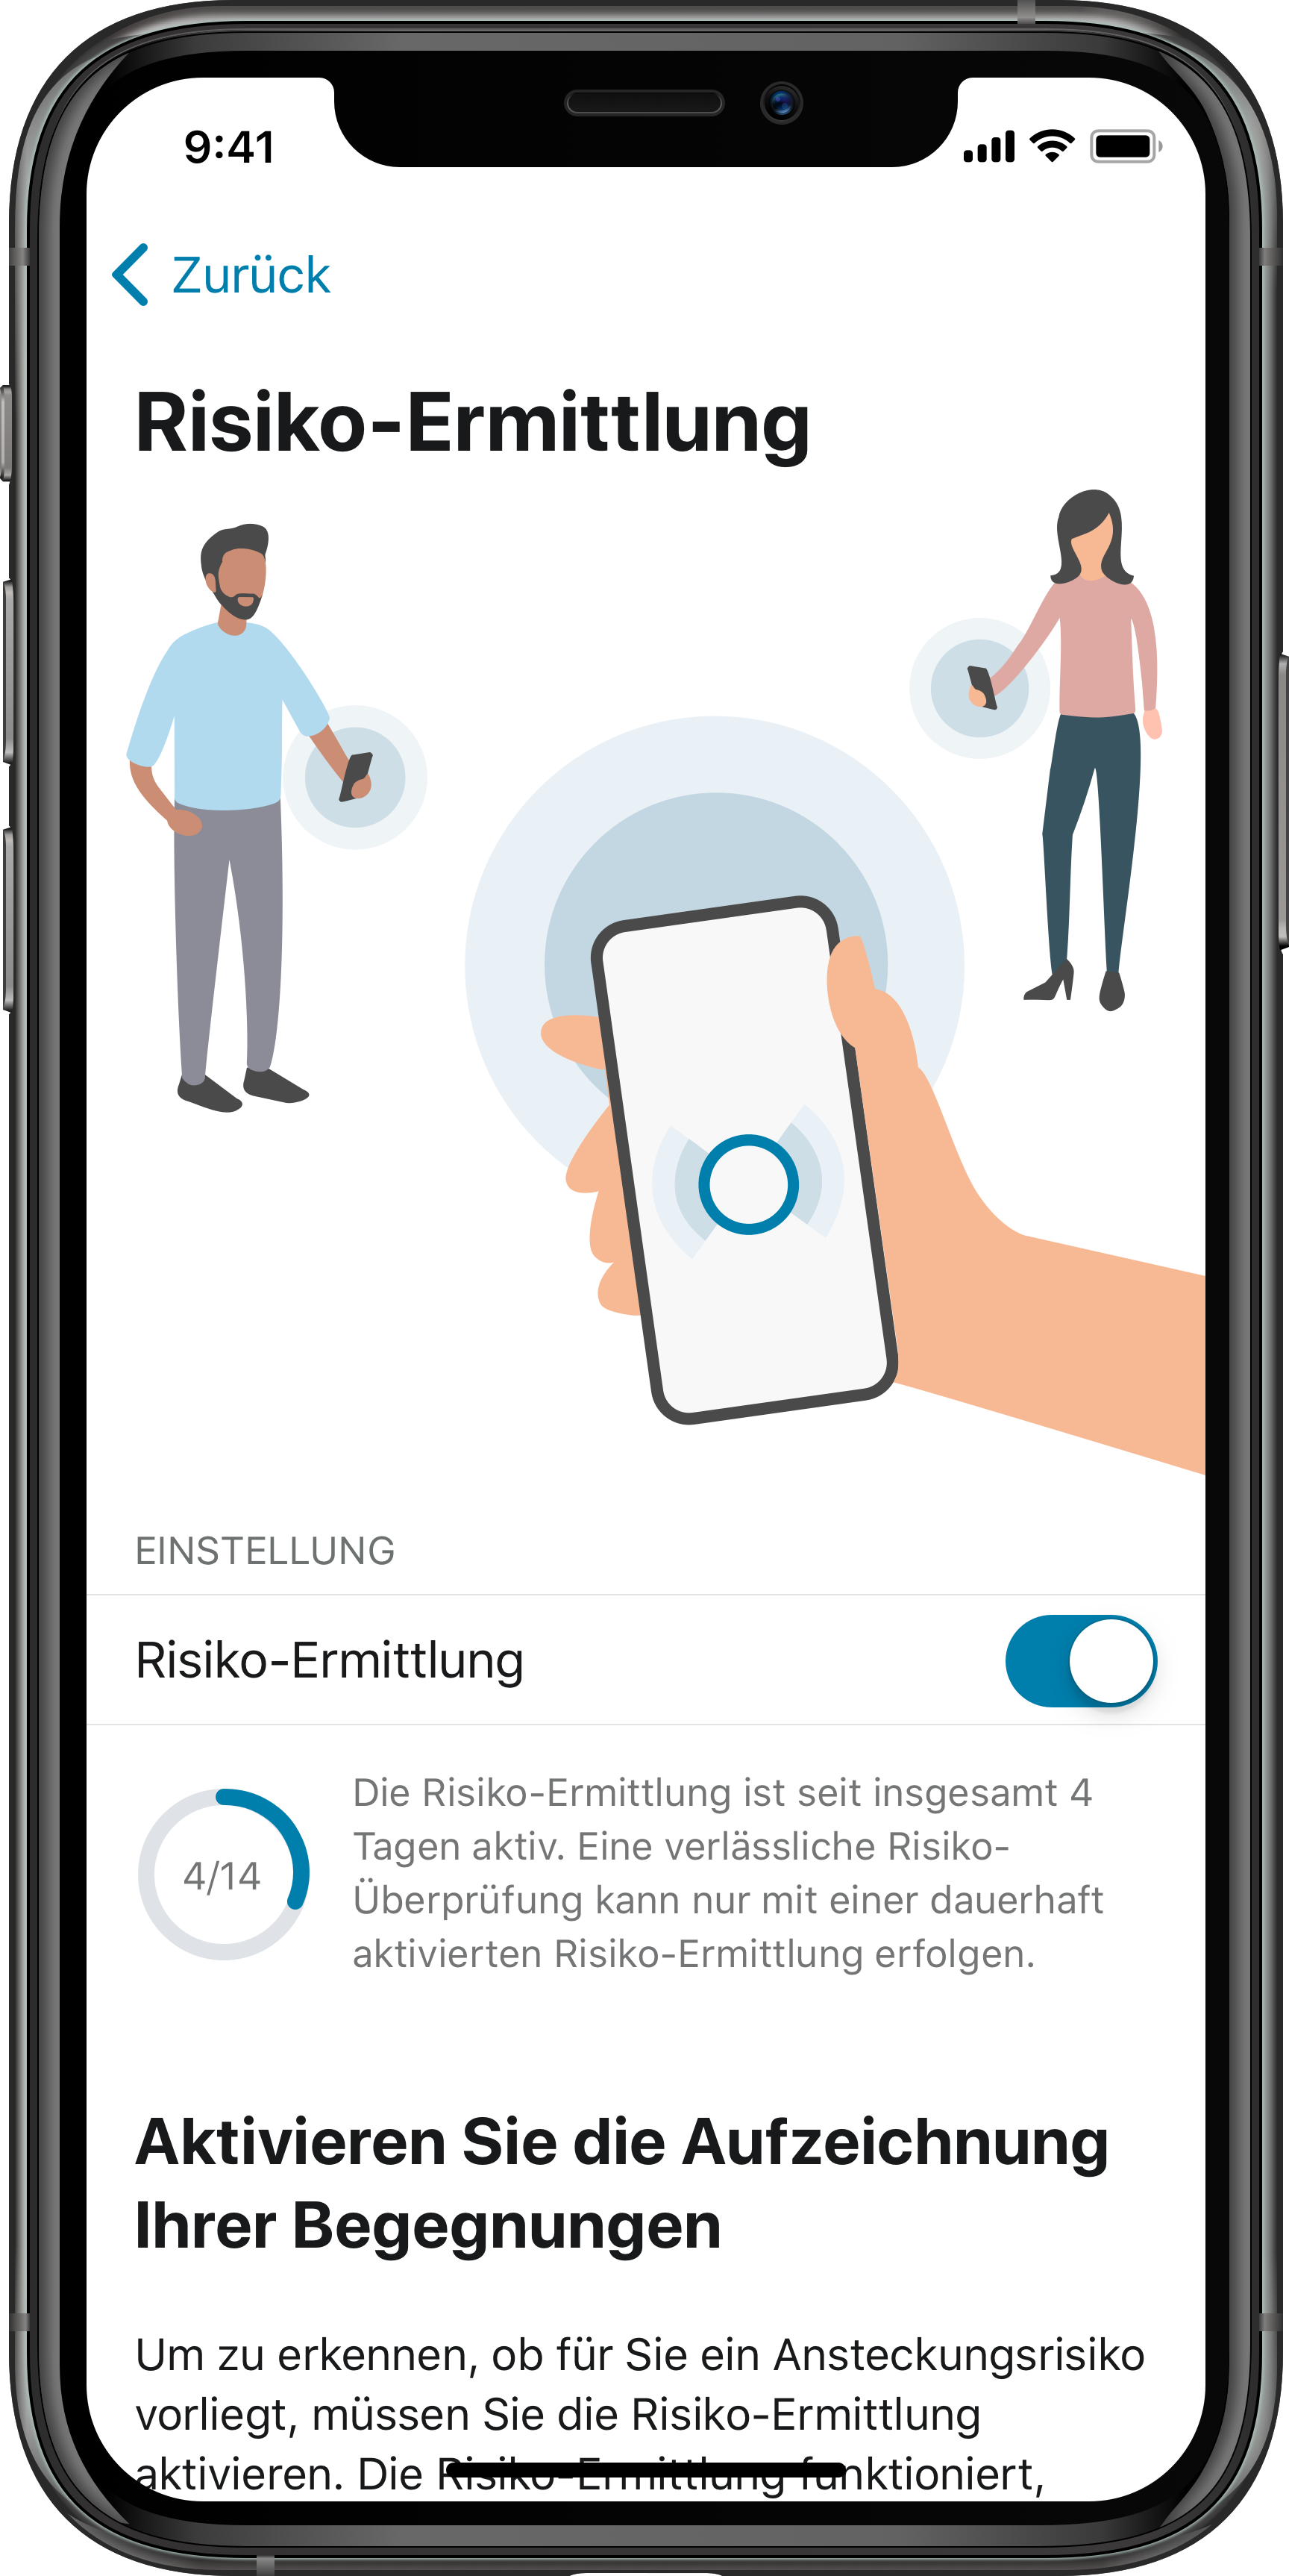 9:41
Zurück
Risiko-Ermittlung
EINSTELLUNG
Risiko-Ermittlung
4/14
Die Risiko-Ermittlung ist seit insgesamt 4
Tagen aktiv. Eine verlässliche Risiko-
Überprüfung kann nur mit einer dauerhaft
aktivierten Risiko-Ermittlung erfolgen.
Aktivieren Sie die Aufzeichnung
Ihrer Begegnungen
Um zu erkennen, ob für Sie ein Ansteckungsrisiko
vorliegt, müssen Sie die Risiko-Ermittlung
aktivieren. Die Risiko-Ermittlung funktioniert,